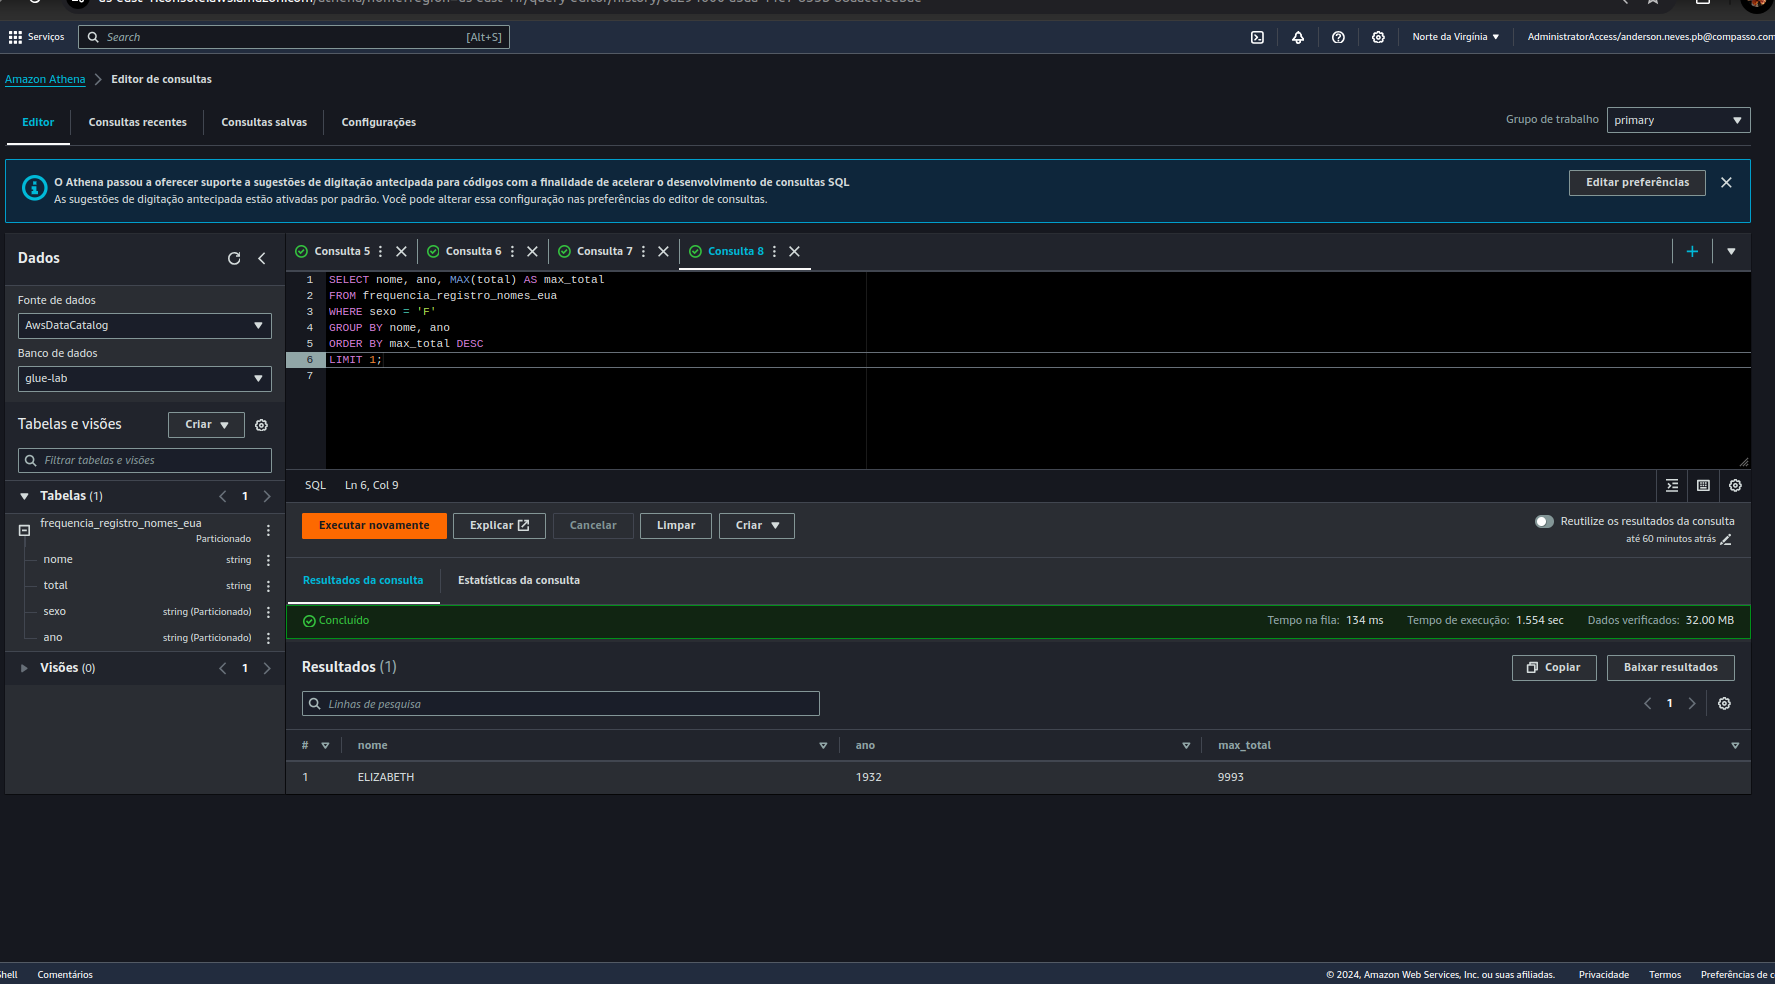 Serviços
Search
[Alt+S]
Norte da Virgínia
AdministratorAccess/anderson.neves.pb@compasso.com
Amazon Athena
Editor de consultas
Editor
Consultas recentes
Consultas salvas
Configurações
Grupo de trabalho
primary
O Athena passou a oferecer suporte a sugestões de digitação antecipada para códigos com a finalidade de acelerar o desenvolvimento de consultas SQL
As sugestões de digitação antecipada estão ativadas por padrão. Você pode alterar essa configuração nas preferências do editor de consultas.
Editar preferências
Dados
Fonte de dados
AwsDataCatalog
Banco de dados
glue-lab
Tabelas e visões
Criar
Filtrar tabelas e visões
Tabelas (1)
1
frequencia_registro_nomes_eua
Particionado
nome
string
total
string
sexo
string (Particionado)
ano
string (Particionado)
Visões (0)
1
Consulta 5
Consulta 6
Consulta 7
Consulta 8
1 SELECT nome, ano, MAX(total) AS max_total
2 FROM frequencia_registro_nomes_eua
3 WHERE sexo = 'F'
4 GROUP BY nome, ano
5 ORDER BY max_total DESC
6 LIMIT 1;
7
SQL
Ln 6, Col 9
Executar novamente
Explicar
Cancelar
Limpar
Criar
Reutilize os resultados da consulta
até 60 minutos atrás
Resultados da consulta
Estatísticas da consulta
Concluído
Tempo na fila: 134 ms
Tempo de execução: 1.554 sec
Dados verificados: 32.00 MB
Resultados (1)
Copiar
Baixar resultados
Linhas de pesquisa
1
# nome ano max_total
1 ELIZABETH 1932 9993
Shell
Comentários
© 2024, Amazon Web Services, Inc. ou suas afiliadas.
Privacidade
Termos
Preferências de c